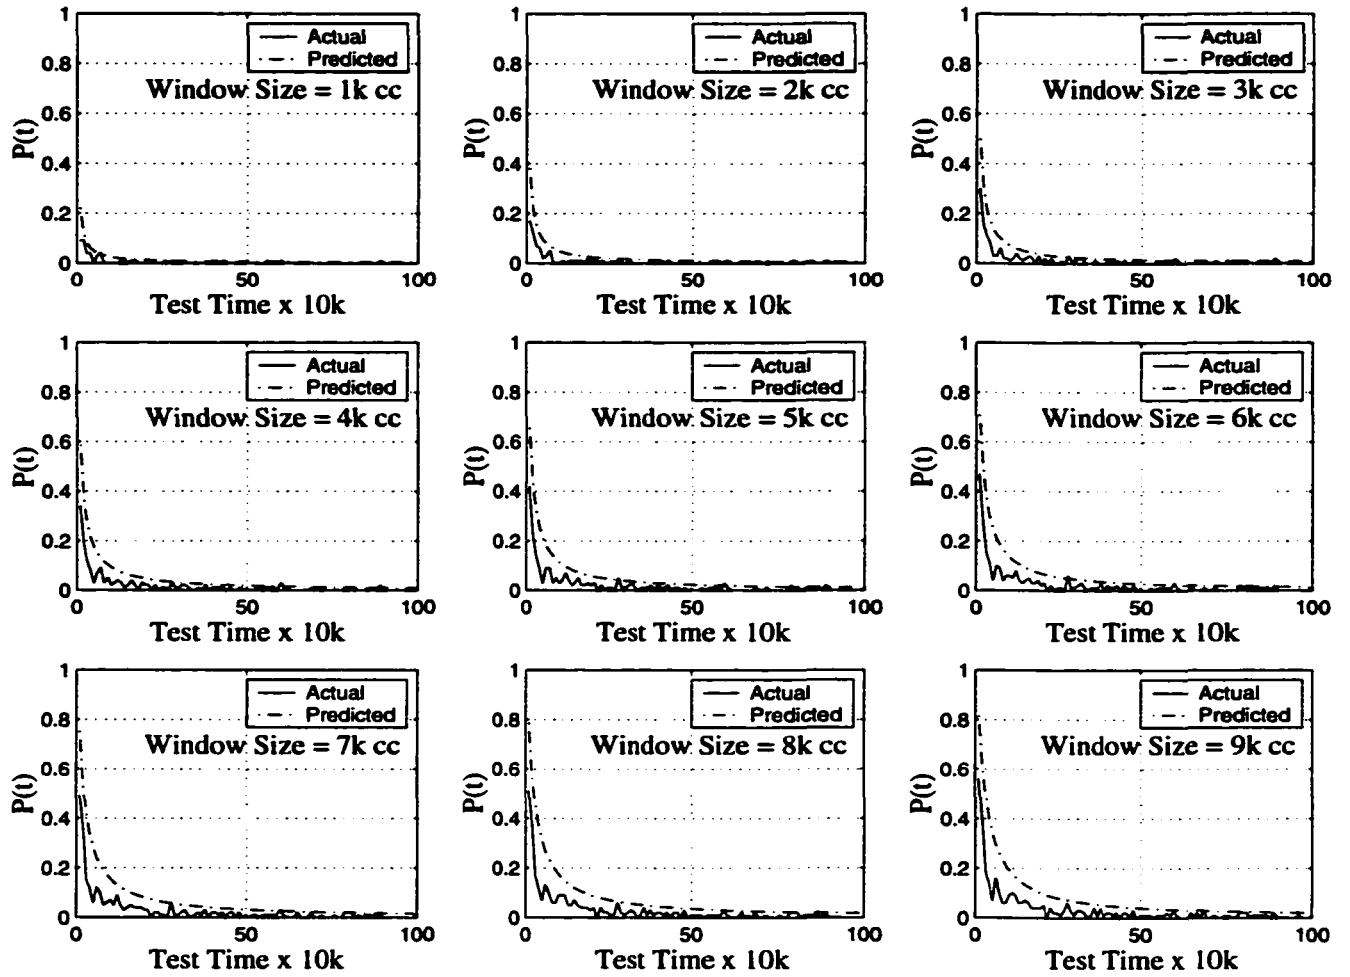 1
Actual
Predicted
Window Size = 1k cc
0.8
0.6
0.4
0.2
0
P(t)
0
50
100
Test Time x 10k
1
Actual
Predicted
Window Size = 2k cc
0.8
0.6
0.4
0.2
0
P(t)
0
50
100
Test Time x 10k
1
Actual
Predicted
Window Size = 3k cc
0.8
0.6
0.4
0.2
0
P(t)
0
50
100
Test Time x 10k
1
Actual
Predicted
Window Size = 4k cc
0.8
0.6
0.4
0.2
0
P(t)
0
50
100
Test Time x 10k
1
Actual
Predicted
Window Size = 5k cc
0.8
0.6
0.4
0.2
0
P(t)
0
50
100
Test Time x 10k
1
Actual
Predicted
Window Size = 6k cc
0.8
0.6
0.4
0.2
0
P(t)
0
50
100
Test Time x 10k
1
Actual
Predicted
Window Size = 7k cc
0.8
0.6
0.4
0.2
0
P(t)
0
50
100
Test Time x 10k
1
Actual
Predicted
Window Size = 8k cc
0.8
0.6
0.4
0.2
0
P(t)
0
50
100
Test Time x 10k
1
Actual
Predicted
Window Size = 9k cc
0.8
0.6
0.4
0.2
0
P(t)
0
50
100
Test Time x 10k